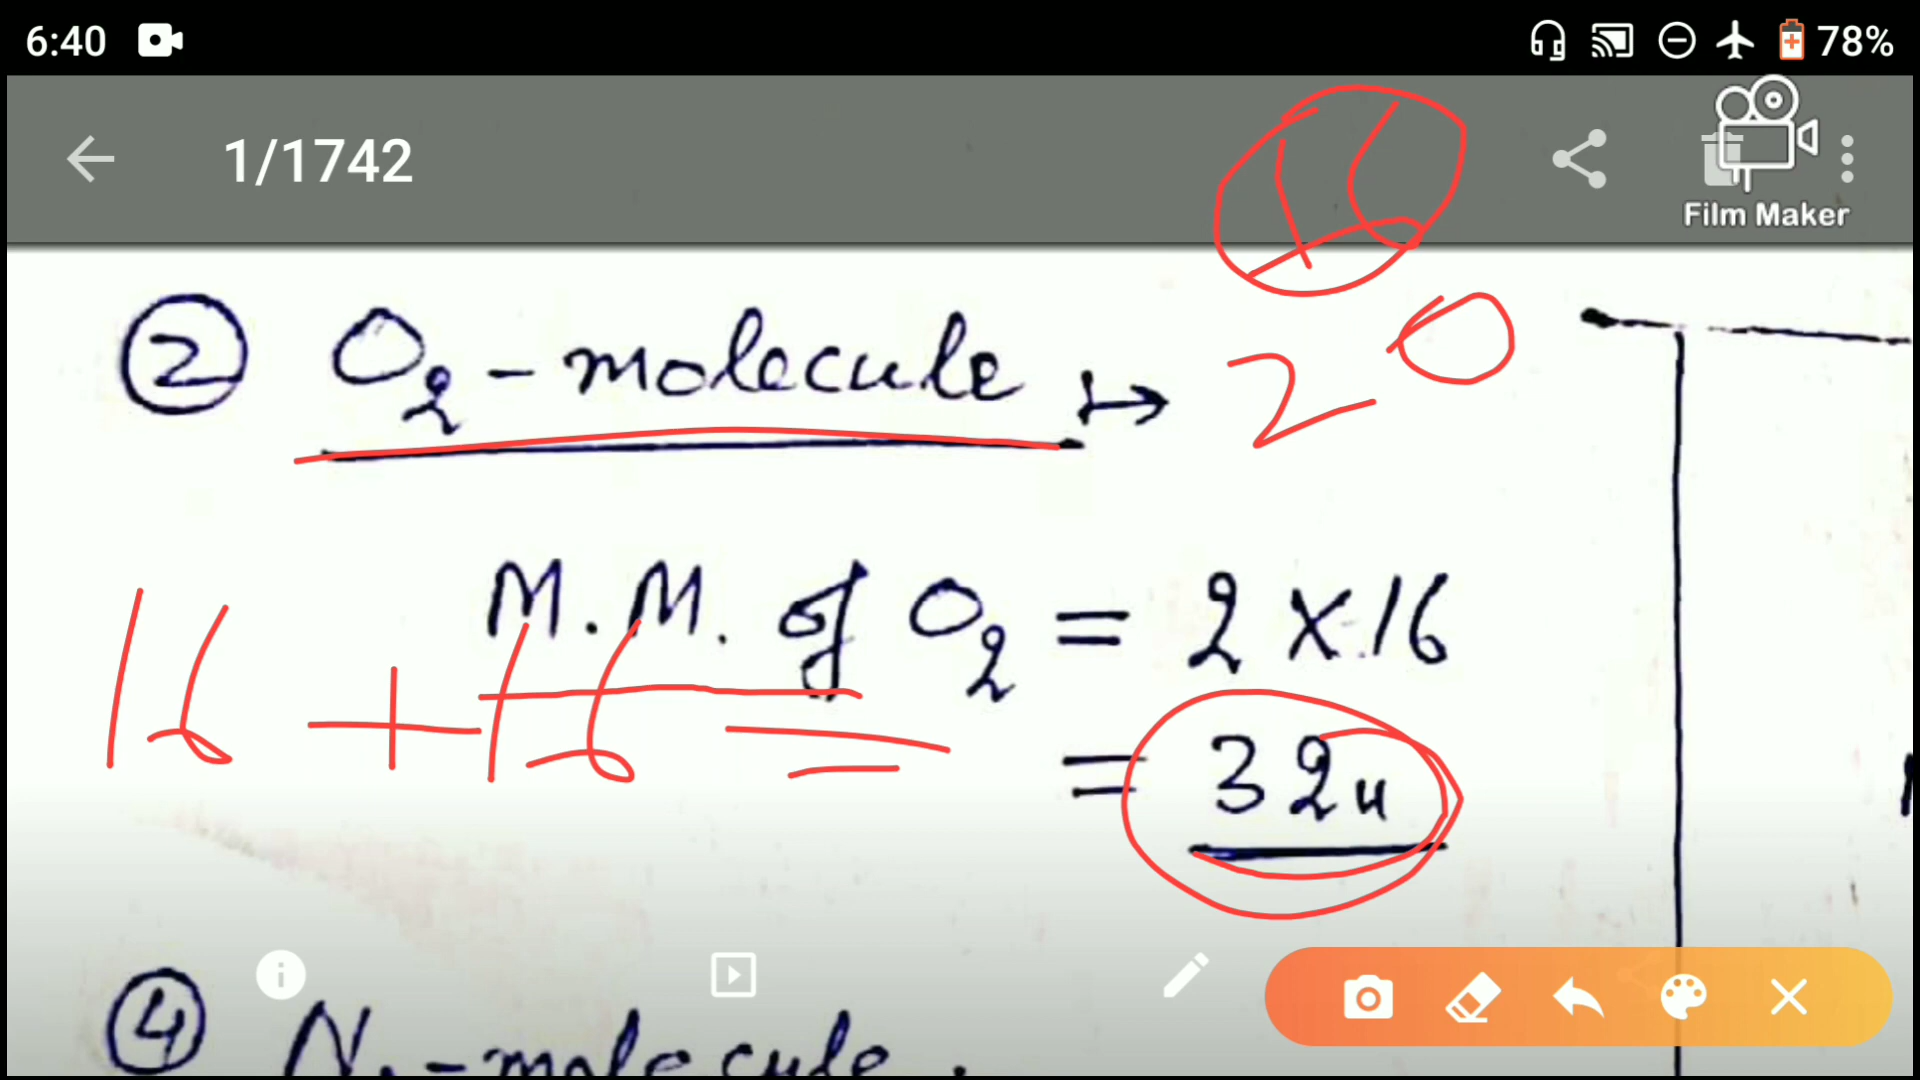 6:40 78%
1/1742
Film Maker
16
2 O₂ - molecule ↦ 2 O
M.M. of O₂ = 2 X 16
16 + 16 =
= 32u
4 N₂ - molecule